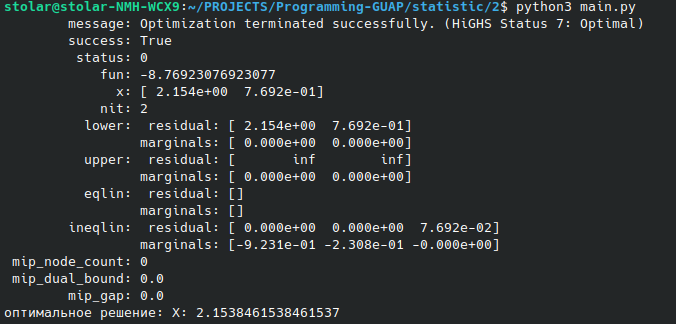 stolar@stolar-NMH-WCX9:~/PROJECTS/Programming-GUAP/statistic/2$ python3 main.py
message: Optimization terminated successfully. (HiGHS Status 7: Optimal)
success: True
status: 0
fun: -8.76923076923077
x: [ 2.154e+00  7.692e-01]
nit: 2
lower:  residual: [ 2.154e+00  7.692e-01]
marginals: [ 0.000e+00  0.000e+00]
upper:  residual: [       inf        inf]
marginals: [ 0.000e+00  0.000e+00]
eqlin:  residual: []
marginals: []
ineqlin:  residual: [ 0.000e+00  0.000e+00  7.692e-02]
marginals: [-9.231e-01 -2.308e-01 -0.000e+00]
mip_node_count: 0
mip_dual_bound: 0.0
mip_gap: 0.0
оптимальное решение: X: 2.1538461538461537